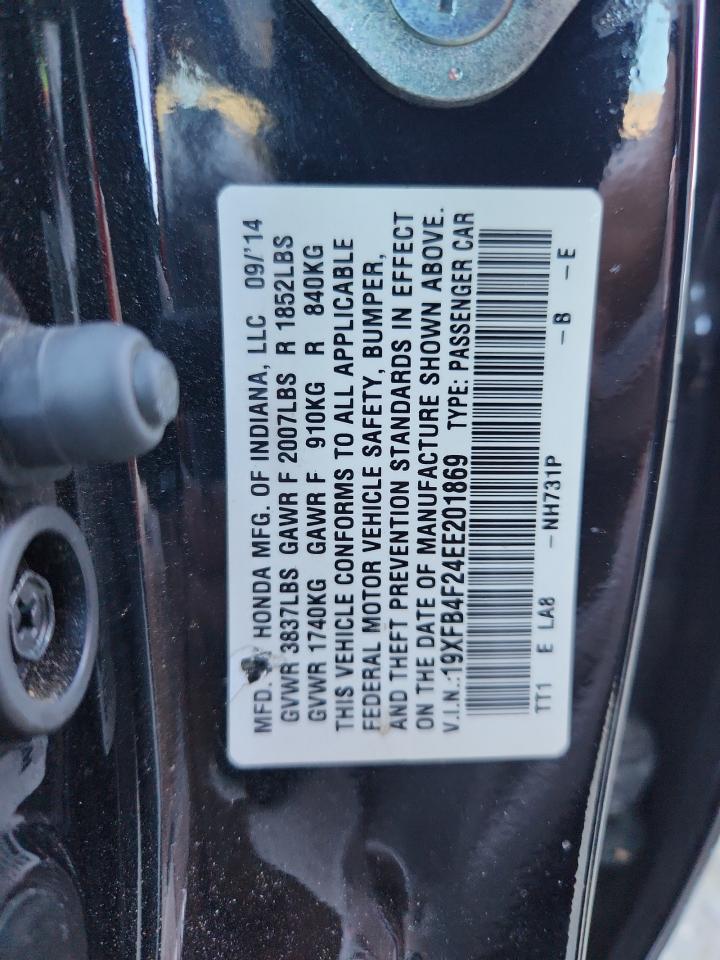 MFD. BY HONDA MFG. OF INDIANA, LLC 09/'14
GVWR 3837LBS GAWR F 2007LBS R 1852LBS
GVWR 1740KG GAWR F 910KG R 840KG
THIS VEHICLE CONFORMS TO ALL APPLICABLE
FEDERAL MOTOR VEHICLE SAFETY, BUMPER,
AND THEFT PREVENTION STANDARDS IN EFFECT
ON THE DATE OF MANUFACTURE SHOWN ABOVE.
V.I.N.:19XFB4F24EE201869 TYPE: PASSENGER CAR
TT1 E LA8 -NH731P -B -E